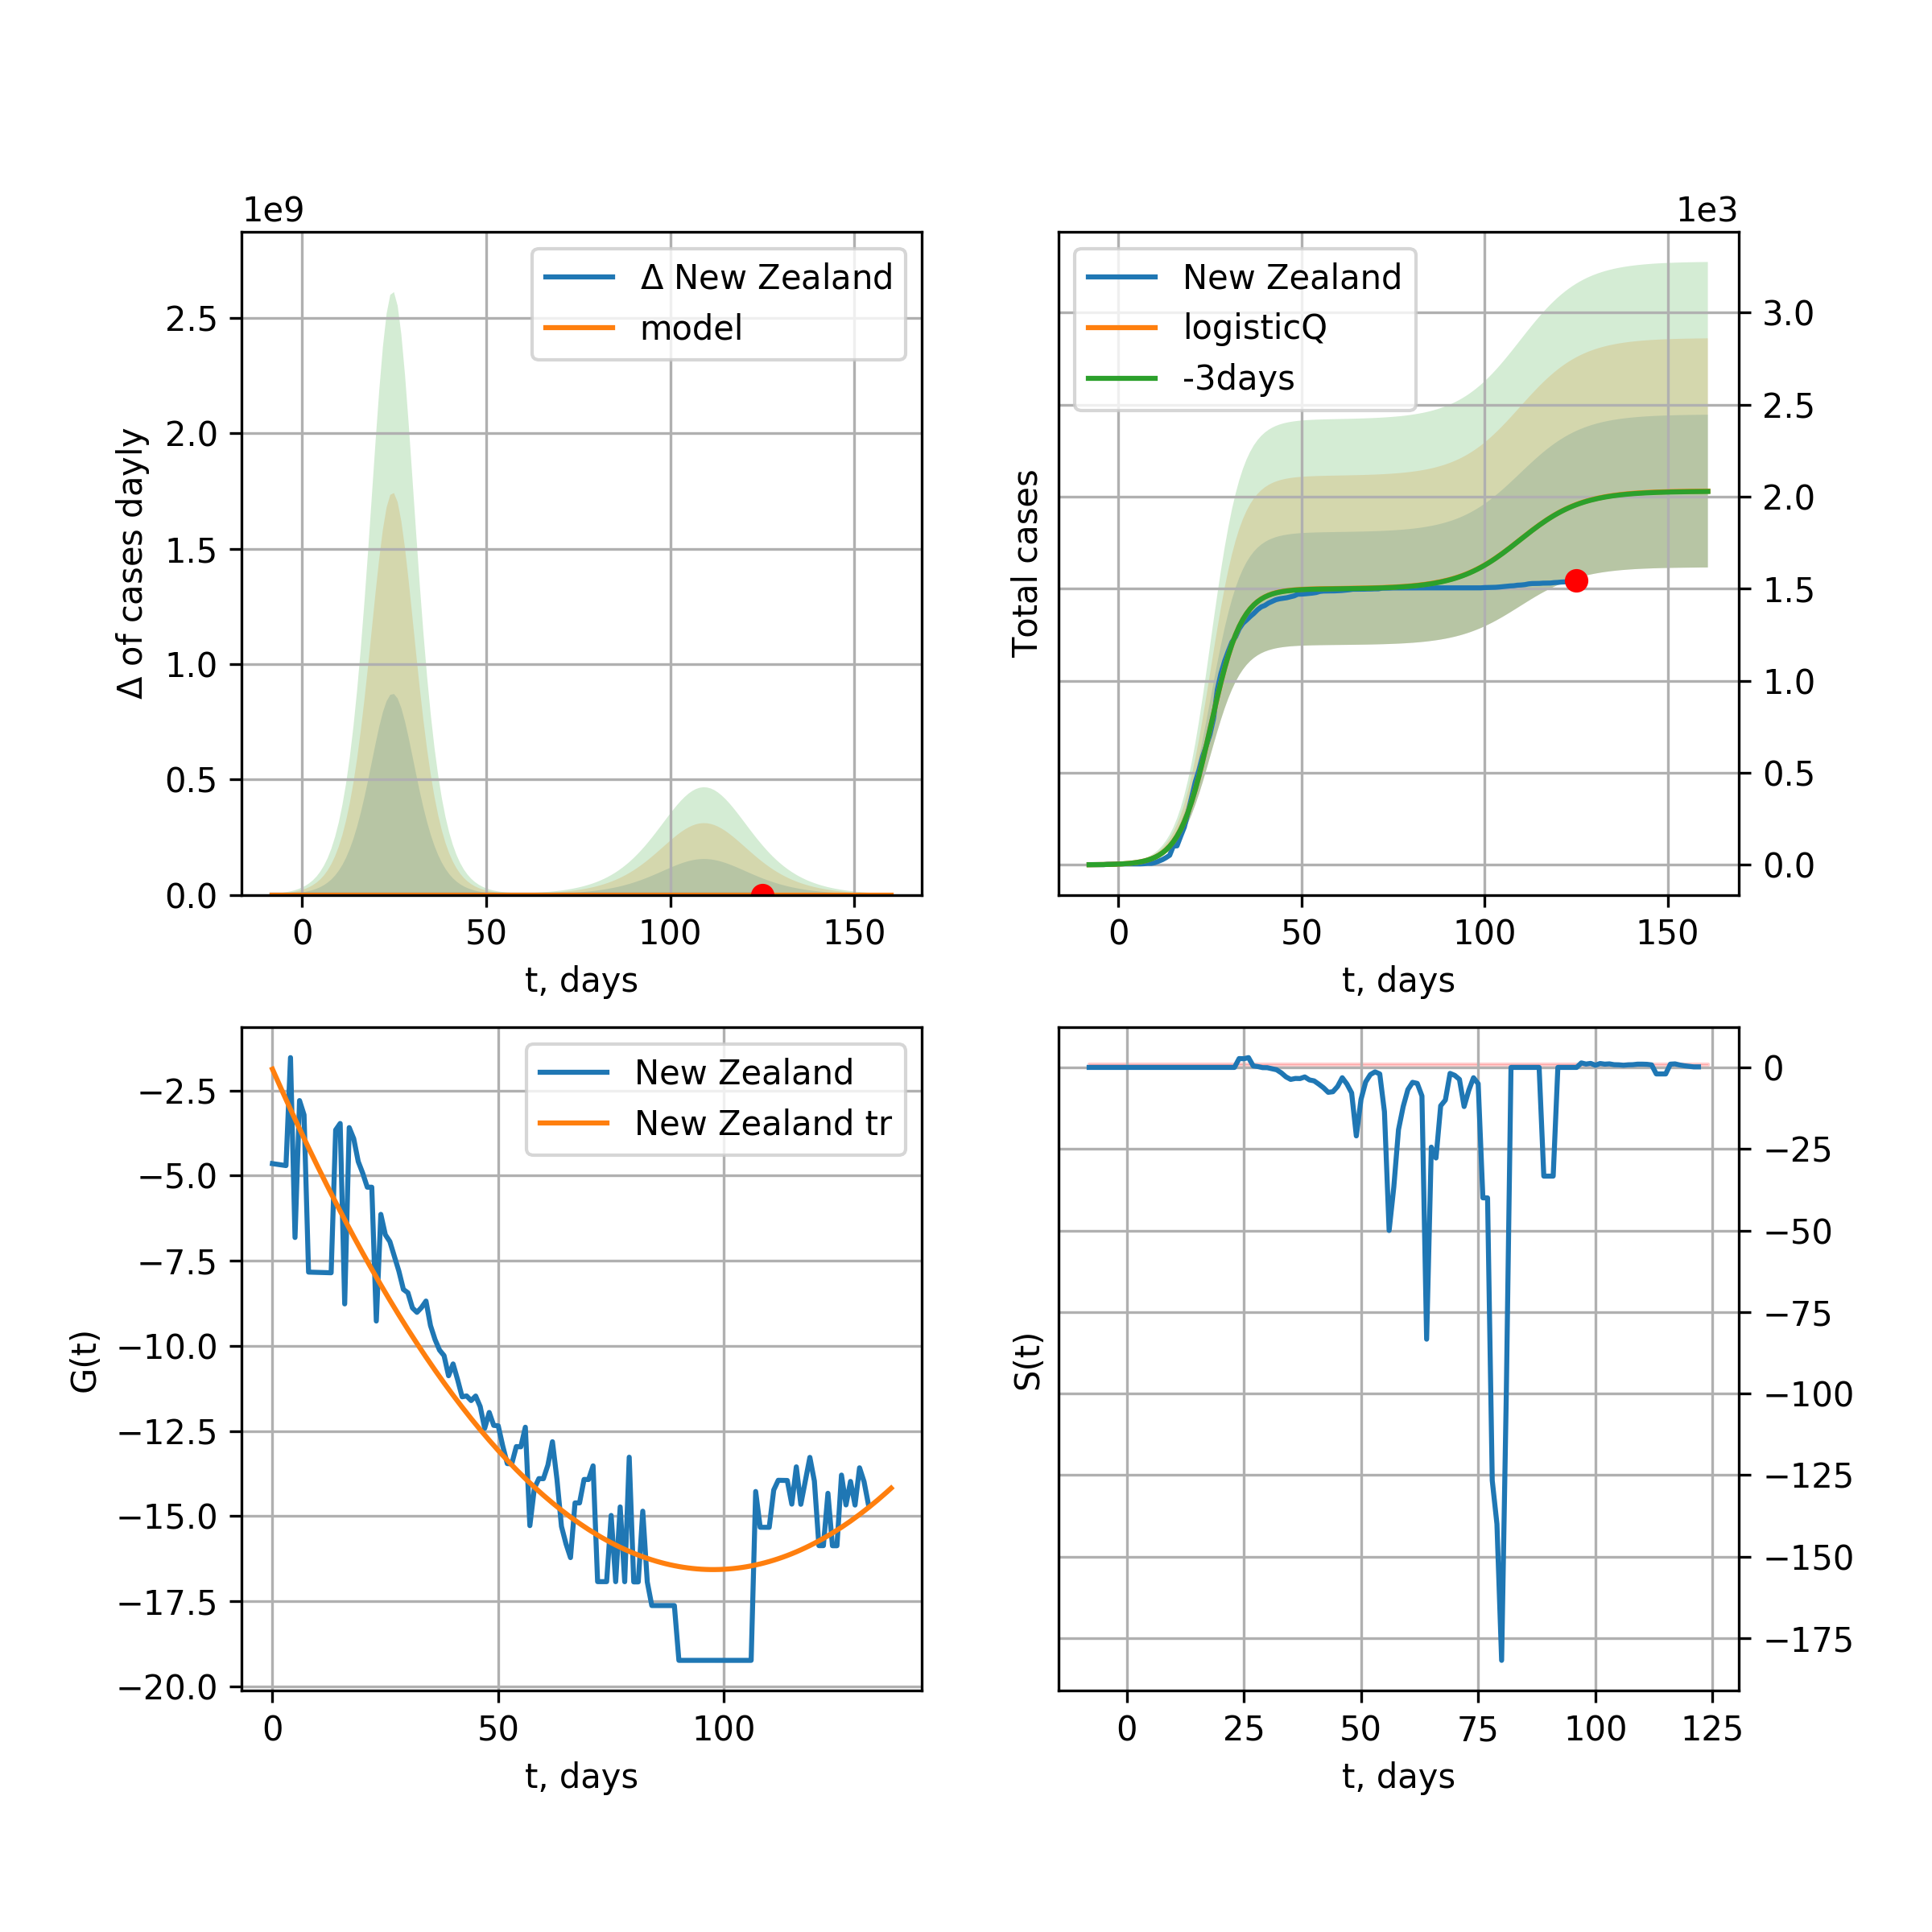 1e9
Δ New Zealand
model
2.5
2.0
1.5
1.0
0.5
0.0
Δ of cases dayly
0 50 100 150
t, days
1e3
New Zealand
logisticQ
-3days
3.0
2.5
2.0
1.5
1.0
0.5
0.0
Total cases
0 50 100 150
t, days
New Zealand
New Zealand tr
−2.5
−5.0
−7.5
−10.0
−12.5
−15.0
−17.5
−20.0
G(t)
0 50 100
t, days
0
−25
−50
−75
−100
−125
−150
−175
S(t)
0 25 50 75 100 125
t, days